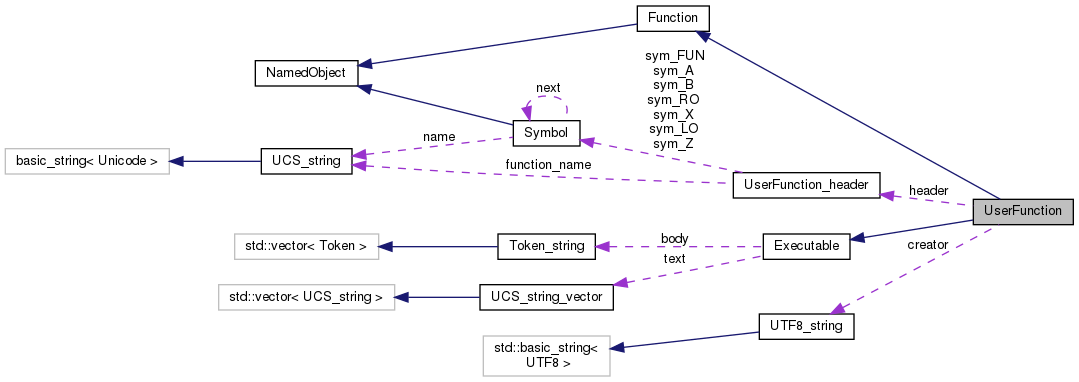 Function
sym_FUN
sym_A
sym_B
sym_RO
sym_X
sym_LO
sym_Z
NamedObject
next
Symbol
name
basic_string< Unicode >
UCS_string
function_name
UserFunction_header
header
UserFunction
std::vector< Token >
Token_string
body
Executable
creator
text
std::vector< UCS_string >
UCS_string_vector
UTF8_string
std::basic_string<
UTF8 >